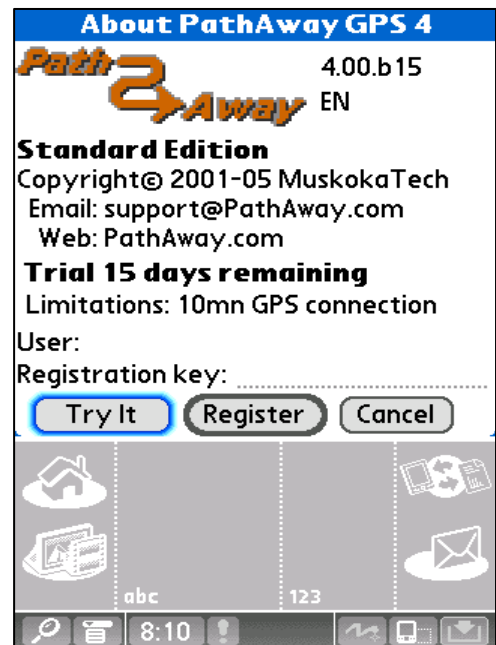 About PathAway GPS 4
Path Away
4.00.b15
EN
Standard Edition
Copyright© 2001-05 MuskokaTech
Email: support@PathAway.com
Web: PathAway.com
Trial 15 days remaining
Limitations: 10mn GPS connection
User:
Registration key:
Try It Register Cancel
abc 123
8:10